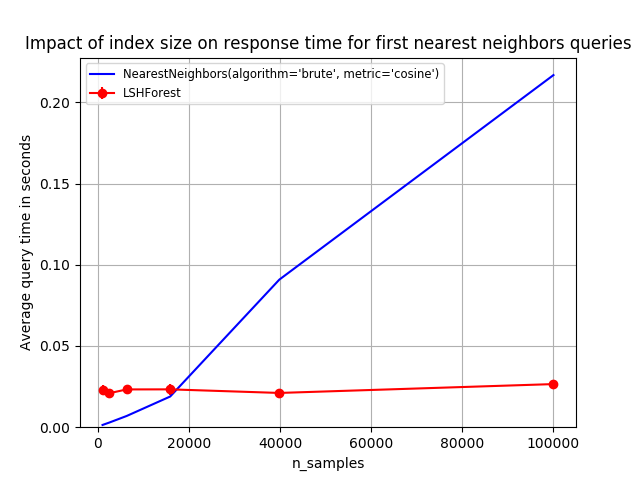 Impact of index size on response time for first nearest neighbors queries
NearestNeighbors(algorithm='brute', metric='cosine')
LSHForest
Average query time in seconds
0.20
0.15
0.10
0.05
0.00
0 20000 40000 60000 80000 100000
n_samples